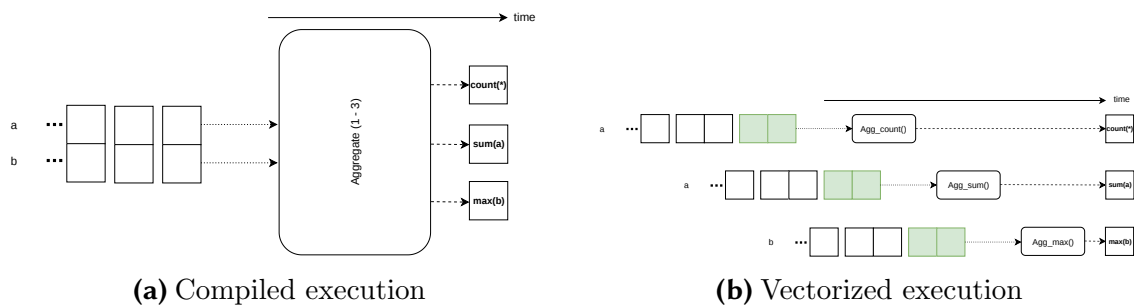 time
count(*)
a
b
Aggregate (1 - 3)
sum(a)
max(b)
(a) Compiled execution
time
a
Agg_count()
count(*)
a
Agg_sum()
sum(a)
b
Agg_max()
max(b)
(b) Vectorized execution